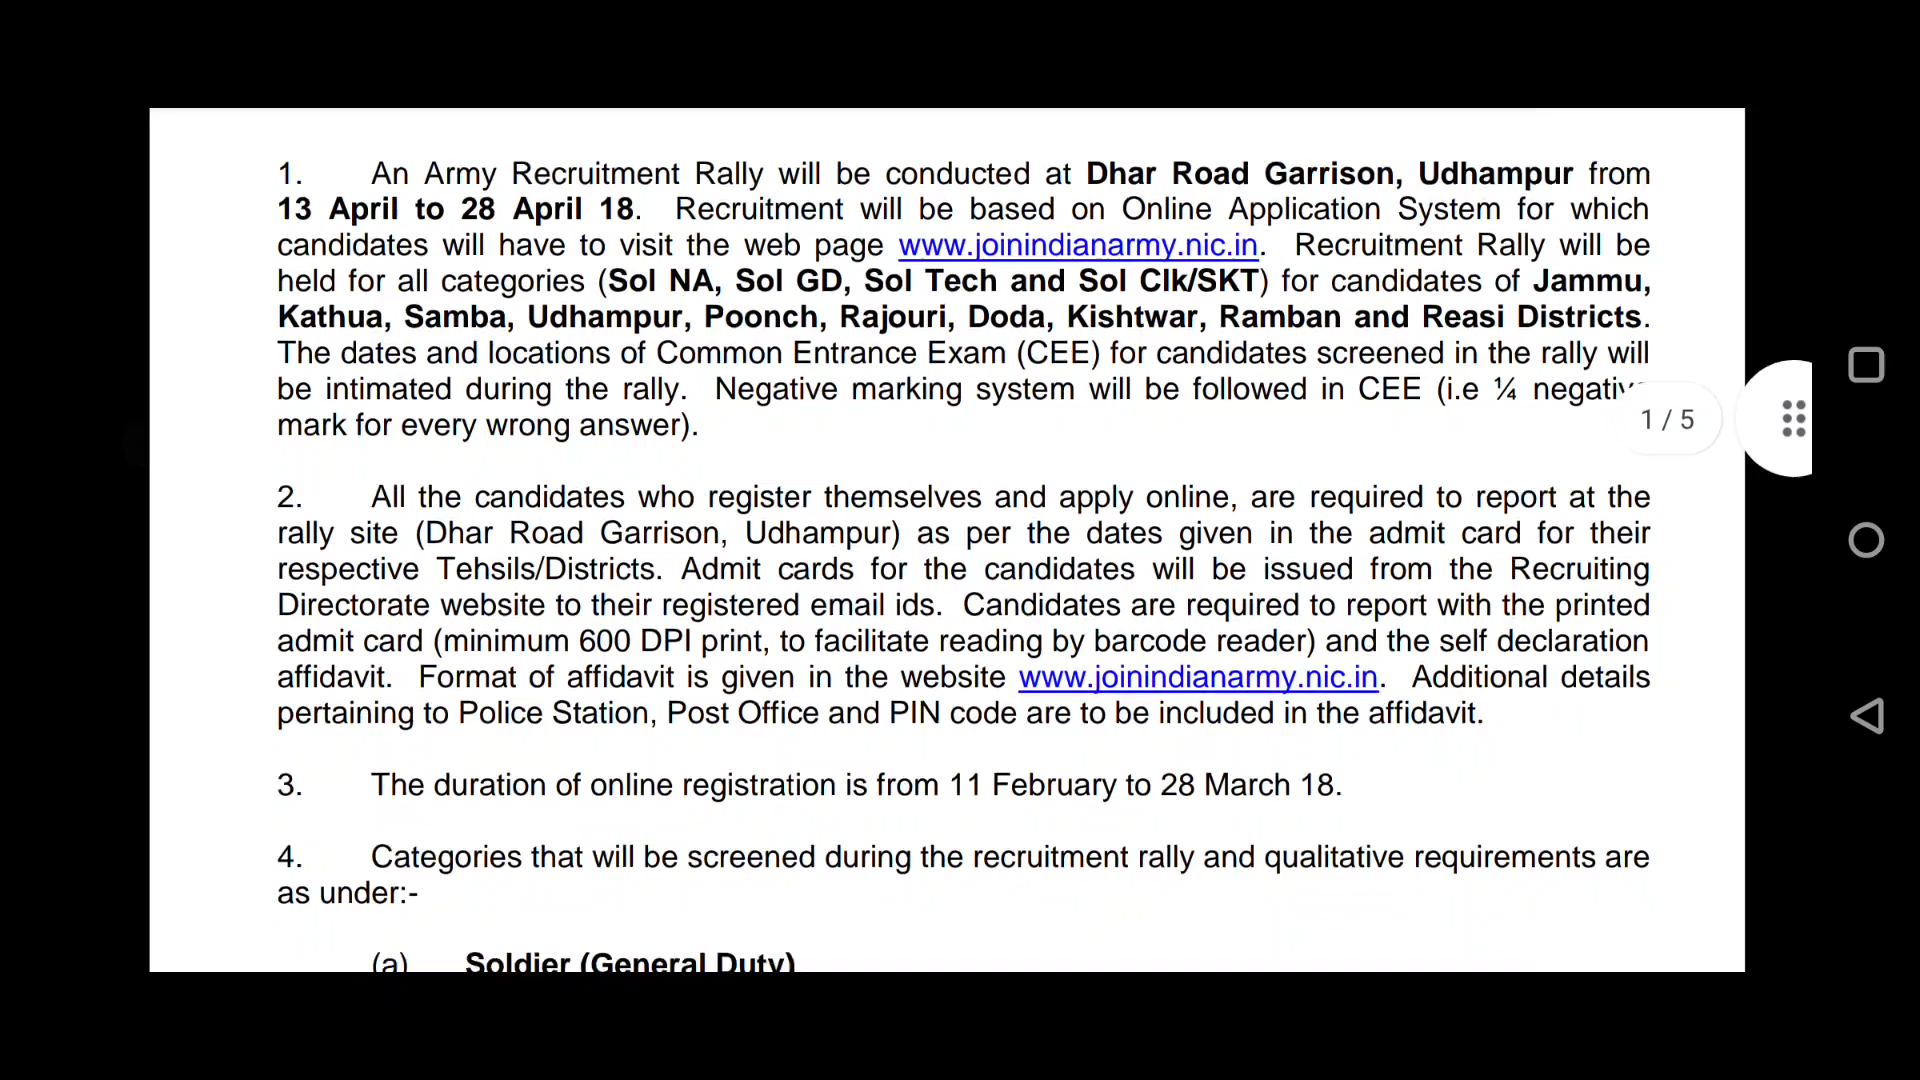 1. An Army Recruitment Rally will be conducted at Dhar Road Garrison, Udhampur from
13 April to 28 April 18. Recruitment will be based on Online Application System for which
candidates will have to visit the web page www.joinindianarmy.nic.in. Recruitment Rally will be
held for all categories (Sol NA, Sol GD, Sol Tech and Sol Clk/SKT) for candidates of Jammu,
Kathua, Samba, Udhampur, Poonch, Rajouri, Doda, Kishtwar, Ramban and Reasi Districts.
The dates and locations of Common Entrance Exam (CEE) for candidates screened in the rally will
be intimated during the rally. Negative marking system will be followed in CEE (i.e ¼ negative
mark for every wrong answer).
1 / 5
2. All the candidates who register themselves and apply online, are required to report at the
rally site (Dhar Road Garrison, Udhampur) as per the dates given in the admit card for their
respective Tehsils/Districts. Admit cards for the candidates will be issued from the Recruiting
Directorate website to their registered email ids. Candidates are required to report with the printed
admit card (minimum 600 DPI print, to facilitate reading by barcode reader) and the self declaration
affidavit. Format of affidavit is given in the website www.joinindianarmy.nic.in. Additional details
pertaining to Police Station, Post Office and PIN code are to be included in the affidavit.
3. The duration of online registration is from 11 February to 28 March 18.
4. Categories that will be screened during the recruitment rally and qualitative requirements are
as under:-
(a) Soldier (General Duty)